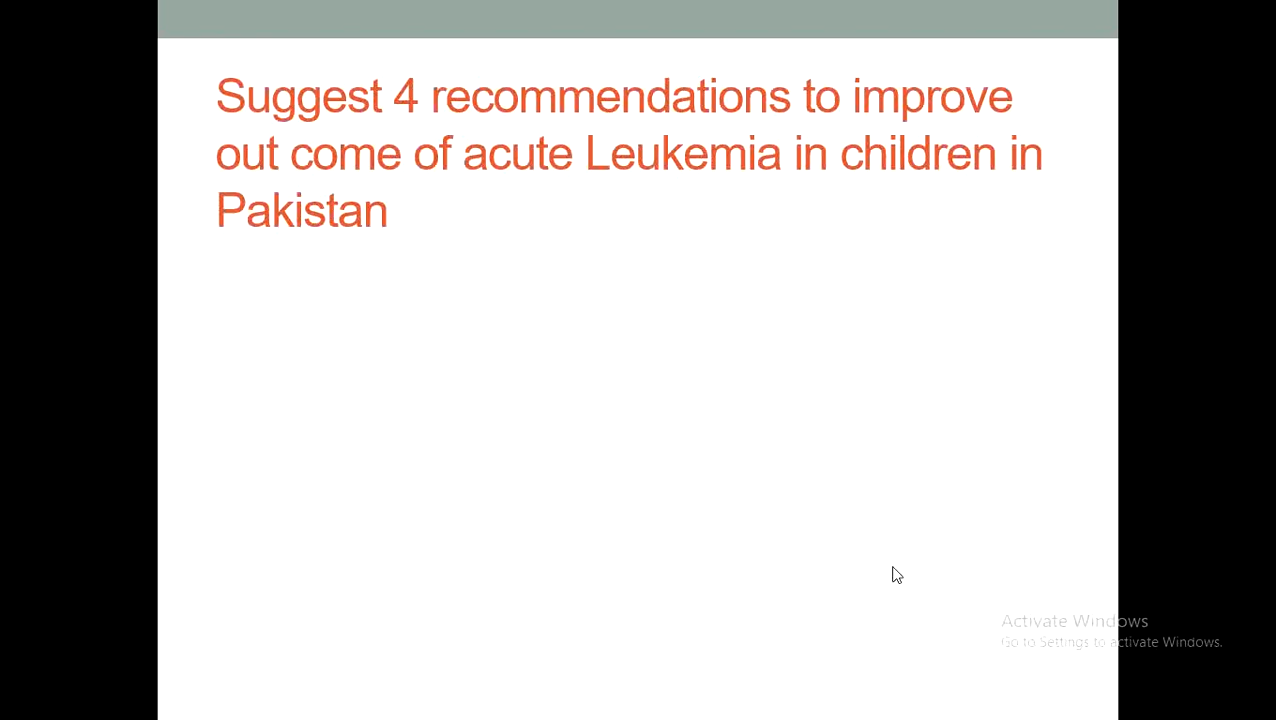 Suggest 4 recommendations to improve
out come of acute Leukemia in children in
Pakistan
Activate Windows
Go to Settings to activate Windows.